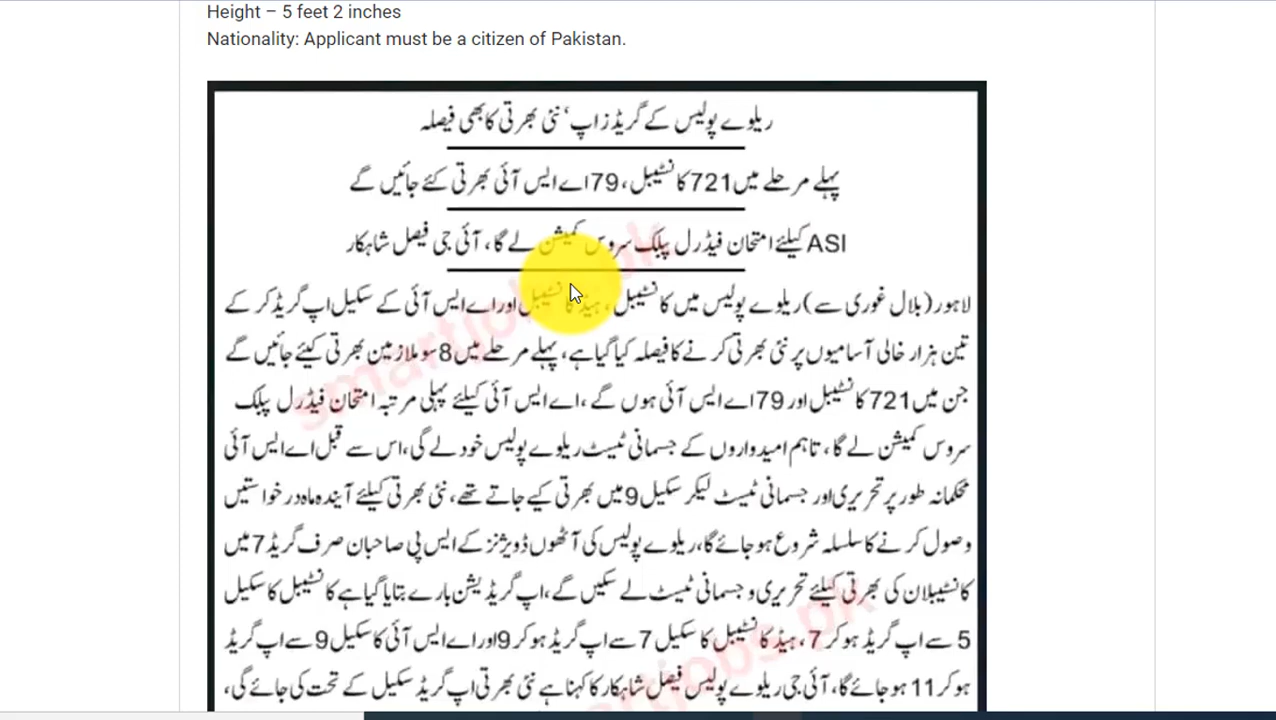 Height – 5 feet 2 inches
Nationality: Applicant must be a citizen of Pakistan.
ریلوے پولیس کے گریڈز اپ، نئی بھرتی کا بھی فیصلہ
پہلے مرحلے میں 721 کانسٹیبل، 79 اے ایس آئی بھرتی کئے جائیں گے
ASI کیلئے امتحان فیڈرل پبلک سروس کمیشن لے گا، آئی جی فیصل شاہکار
لاہور (بلال غوری سے) ریلوے پولیس میں کانسٹیبل، ہیڈ کانسٹیبل اور اے ایس آئی کے سکیل اپ گریڈ کر کے
تین ہزار خالی آسامیوں پر نئی بھرتی کرنے کا فیصلہ کیا گیا ہے، پہلے مرحلے میں 8 سو ملازمین بھرتی کیئے جائیں گے
جن میں 721 کانسٹیبل اور 79 اے ایس آئی ہوں گے، اے ایس آئی کیلئے پہلی مرتبہ امتحان فیڈرل پبلک
سروس کمیشن لے گا، تاہم امیدواروں کے جسمانی ٹیسٹ ریلوے پولیس خود لے گی، اس سے قبل اے ایس آئی
محکمانہ طور پر تحریری اور جسمانی ٹیسٹ لیکر سکیل 9 میں بھرتی کیے جاتے تھے، نئی بھرتی کیلئے آیندہ ماہ درخواستیں
وصول کرنے کا سلسلہ شروع ہو جائے گا، ریلوے پولیس کی آٹھوں ڈویژنز کے ایس پی صاحبان صرف گریڈ 7 میں
کانسٹیبلان کی بھرتی کیلئے تحریری و جسمانی ٹیسٹ لے سکیں گے، اپ گریڈیشن بارے بتایا گیا ہے کانسٹیبل کا سکیل
5 سے اپ گریڈ ہو کر 7، ہیڈ کانسٹیبل کا سکیل 7 سے اپ گریڈ ہو کر 9 اور اے ایس آئی کا سکیل 9 سے اپ گریڈ
ہو کر 11 ہو جائے گا، آئی جی ریلوے پولیس فیصل شاہکار کا کہنا ہے نئی بھرتی اپ گریڈ سکیل کے تحت کی جائے گی،
smartjobs.pk
smartjobs.pk